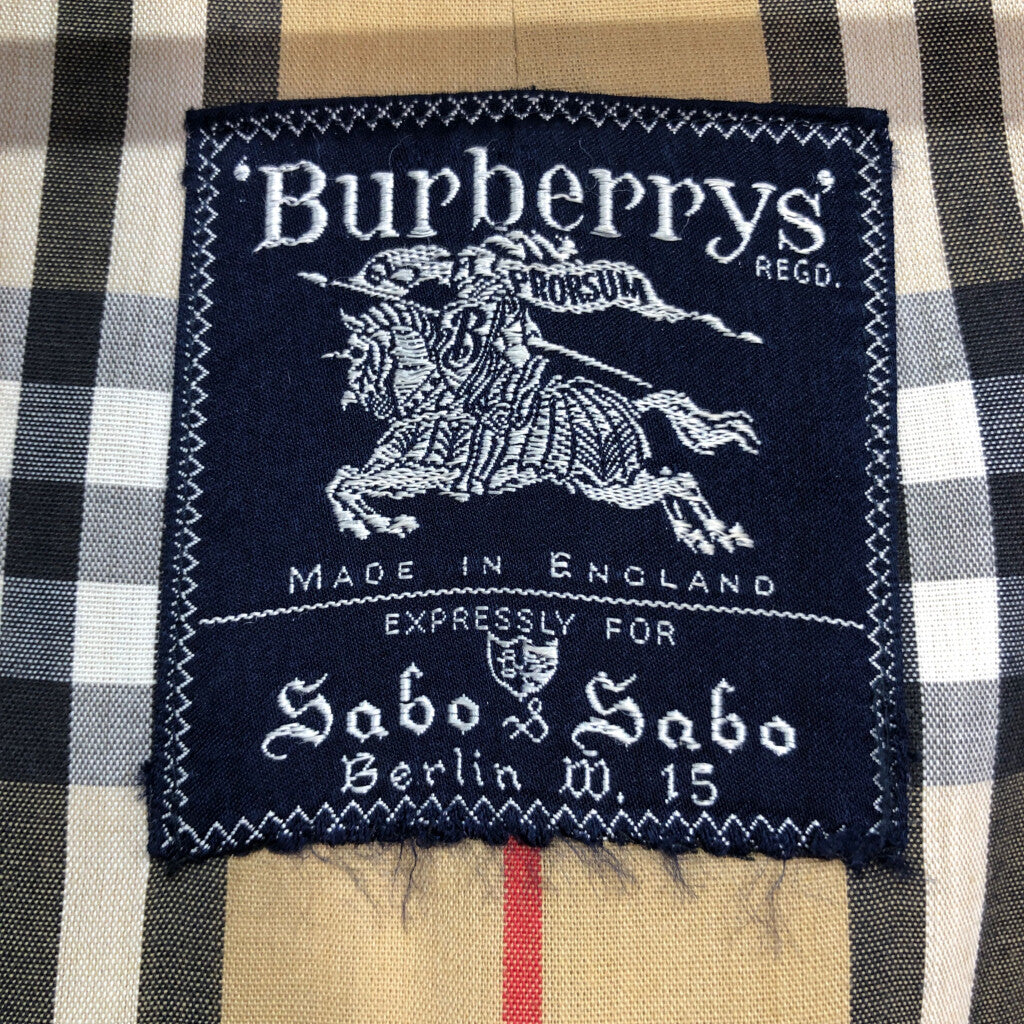 'Burberrys'
REGD.
PRORSUM
B
MADE IN ENGLAND
EXPRESSLY FOR
Sabo & Sabo
Berlin W. 15